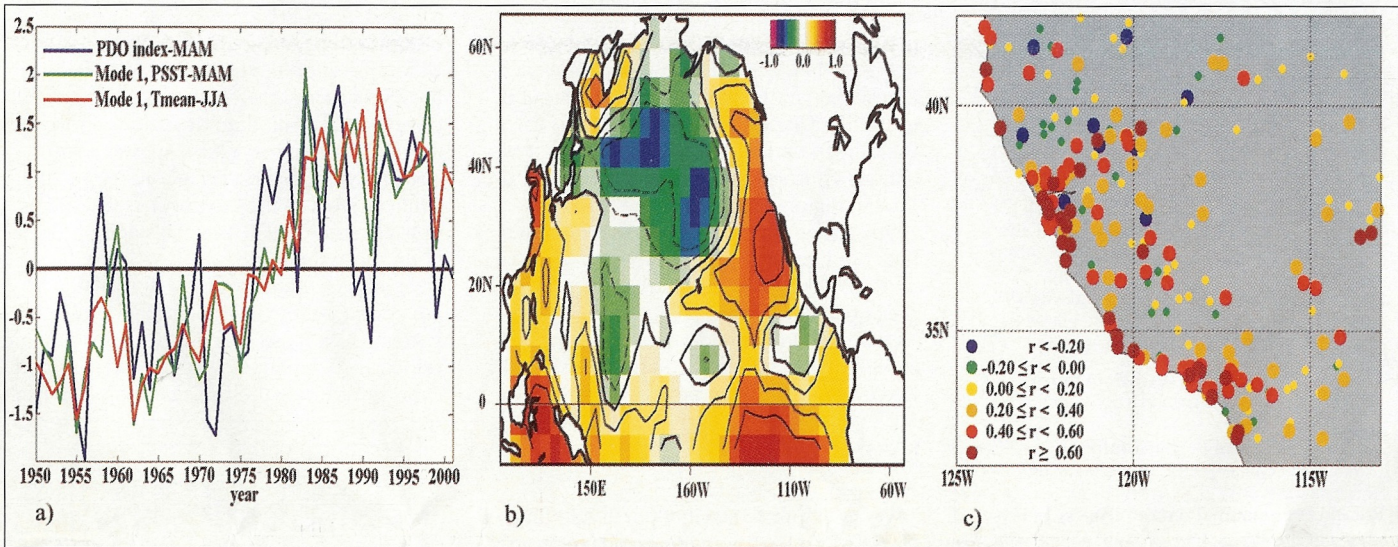 2.5
2
1.5
1
0.5
0
-0.5
-1
-1.5
PDO index-MAM
Mode 1, PSST-MAM
Mode 1, Tmean-JJA
1950 1955 1960 1965 1970 1975 1980 1985 1990 1995 2000
year
a)
60N
40N
20N
0
-1.0 0.0 1.0
150E 160W 110W 60W
b)
40N
35N
r < -0.20
-0.20 ≤ r < 0.00
0.00 ≤ r < 0.20
0.20 ≤ r < 0.40
0.40 ≤ r < 0.60
r ≥ 0.60
125W 120W 115W
c)